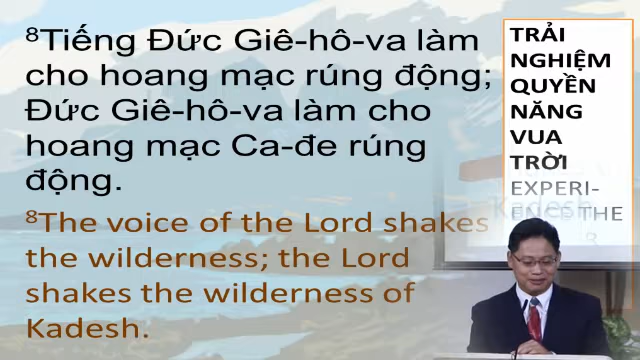 ⁸Tiếng Đức Giê-hô-va làm
cho hoang mạc rúng động;
Đức Giê-hô-va làm cho
hoang mạc Ca-đe rúng
động.
⁸The voice of the Lord shakes
the wilderness; the Lord
shakes the wilderness of
Kadesh.
TRẢI
NGHIỆM
QUYỀN
NĂNG
VUA
TRỜI
EXPERI-
THE
Kadesh